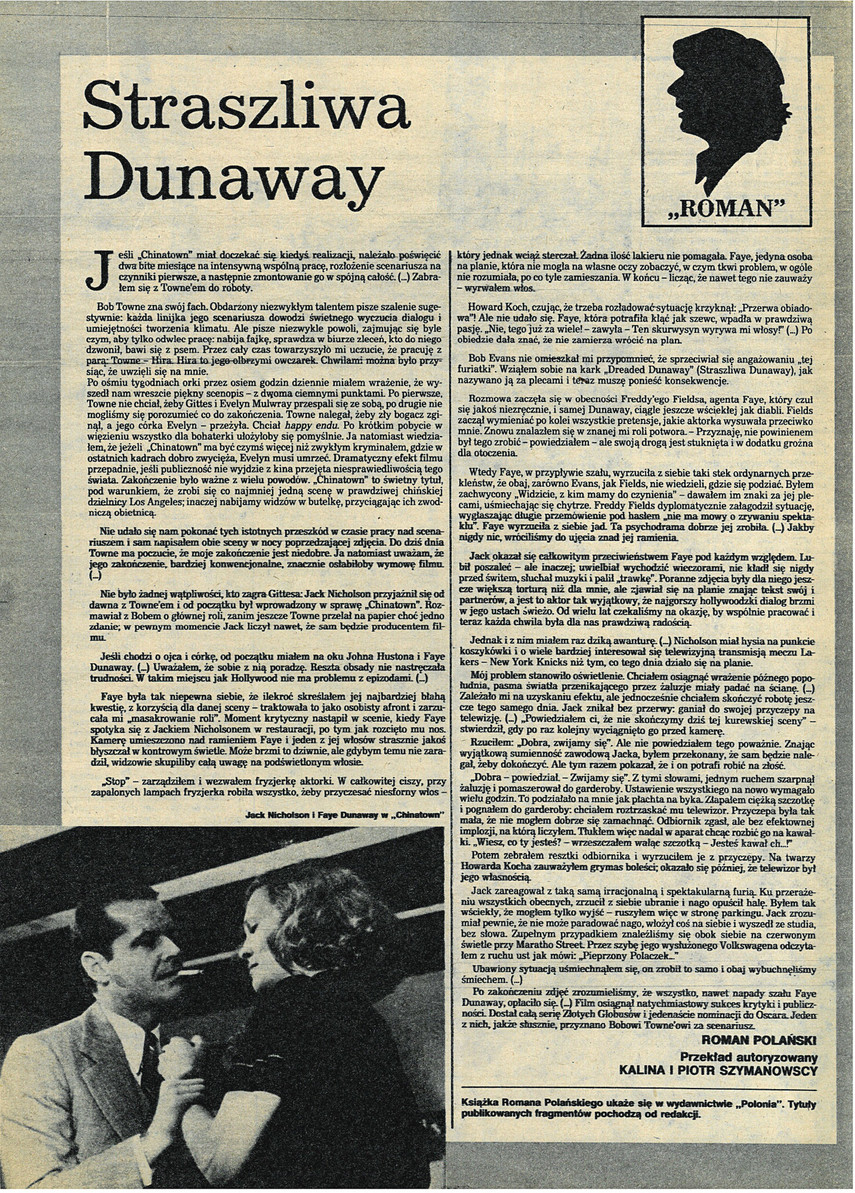 Straszliwa
Dunaway
„ROMAN”
Jeśli „Chinatown” miał doczekać się kiedyś realizacji, należało poświęcić
dwa bite miesiące na intensywną wspólną pracę, rozłożenie scenariusza na
czynniki pierwsze, a następnie zmontowanie go w spójną całość. (...) Zabra-
łem się z Towne'em do roboty.
Bob Towne zna swój fach. Obdarzony niezwykłym talentem pisze szalenie suge-
stywnie: każda linijka jego scenariusza dowodzi świetnego wyczucia dialogu i
umiejętności tworzenia klimatu. Ale pisze niezwykle powoli, zajmując się byle
czym, aby tylko odwlec pracę: nabija fajkę, sprawdza w biurze zleceń, kto do niego
dzwonił, bawi się z psem. Przez cały czas towarzyszyło mi uczucie, że pracuję z
parą: Towne – Hira. Hira to jego olbrzymi owczarek. Chwilami można było przy-
siąc, że uwzięli się na mnie.
Po ośmiu tygodniach orki przez osiem godzin dziennie miałem wrażenie, że wy-
szedł nam wreszcie piękny scenopis – z dwoma ciemnymi punktami. Po pierwsze,
Towne nie chciał, żeby Gittes i Evelyn Mulwray przespali się ze sobą, po drugie nie
mogliśmy się porozumieć co do zakończenia. Towne nalegał, żeby zły bogacz zgi-
nął, a jego córka Evelyn – przeżyła. Chciał happy endu. Po krótkim pobycie w
więzieniu wszystko dla bohaterki ułożyłoby się pomyślnie. Ja natomiast wiedzia-
łem, że jeżeli „Chinatown” ma być czymś więcej niż zwykłym kryminałem, gdzie w
ostatnich kadrach dobro zwycięża, Evelyn musi umrzeć. Dramatyczny efekt filmu
przepadnie, jeśli publiczność nie wyjdzie z kina przejęta niesprawiedliwością tego
świata. Zakończenie było ważne z wielu powodów. „Chinatown” to świetny tytuł,
pod warunkiem, że zrobi się co najmniej jedną scenę w prawdziwej chińskiej
dzielnicy Los Angeles; inaczej nabijamy widzów w butelkę, przyciągając ich zwod-
niczą obietnicą.
Nie udało się nam pokonać tych istotnych przeszkód w czasie pracy nad scena-
riuszem i sam napisałem obie sceny w nocy poprzedzającej zdjęcia. Do dziś dnia
Towne ma poczucie, że moje zakończenie jest niedobre. Ja natomiast uważam, że
jego zakończenie, bardziej konwencjonalne, znacznie osłabiłoby wymowę filmu.
(...)
Nie było żadnej wątpliwości, kto zagra Gittesa: Jack Nicholson przyjaźnił się od
dawna z Towne'em i od początku był wprowadzony w sprawę „Chinatown”. Roz-
mawiał z Bobem o głównej roli, zanim jeszcze Towne przelał na papier choć jedno
zdanie; w pewnym momencie Jack liczył nawet, że sam będzie producentem fil-
mu.
Jeśli chodzi o ojca i córkę, od początku miałem na oku Johna Hustona i Faye
Dunaway. (...) Uważałem, że sobie z nią poradzę. Reszta obsady nie nastręczała
trudności. W takim miejscu jak Hollywood nie ma problemu z epizodami. (...)
Faye była tak niepewna siebie, że ilekroć skreślałem jej najbardziej błahą
kwestię, z korzyścią dla danej sceny – traktowała to jako osobisty afront i zarzu-
cała mi „masakrowanie roli”. Moment krytyczny nastąpił w scenie, kiedy Faye
spotyka się z Jackiem Nicholsonem w restauracji, po tym jak rozcięto mu nos.
Kamerę umieszczono nad ramieniem Faye i jeden z jej włosów strasznie jakoś
błyszczał w kontrowym świetle. Może brzmi to dziwnie, ale gdybym temu nie zara-
dził, widzowie skupiliby całą uwagę na podświetlonym włosie.
„Stop” – zarządziłem i wezwałem fryzjerkę aktorki. W całkowitej ciszy, przy
zapalonych lampach fryzjerka robiła wszystko, żeby przyczesać niesforny włos –
Jack Nicholson i Faye Dunaway w „Chinatown”
który jednak wciąż sterczał. Żadna ilość lakieru nie pomagała. Faye, jedyna osoba
na planie, która nie mogła na własne oczy zobaczyć, w czym tkwi problem, w ogóle
nie rozumiała, po co tyle zamieszania. W końcu – licząc, że nawet tego nie zauważy
– wyrwałem włos.
Howard Koch, czując, że trzeba rozładować sytuację krzyknął: „Przerwa obiado-
wa”! Ale nie udało się. Faye, która potrafiła kląć jak szewc, wpadła w prawdziwą
pasję. „Nie, tego już za wiele! – zawyła – Ten skurwysyn wyrywa mi włosy!” (...) Po
obiedzie dała znać, że nie zamierza wrócić na plan.
Bob Evans nie omieszkał mi przypomnieć, że sprzeciwiał się angażowaniu „tej
furiatki”. Wziąłem sobie na kark „Dreaded Dunaway” (Straszliwa Dunaway), jak
nazywano ją za plecami i teraz muszę ponieść konsekwencje.
Rozmowa zaczęła się w obecności Freddy'ego Fieldsa, agenta Faye, który czuł
się jakoś niezręcznie, i samej Dunaway, ciągle jeszcze wściekłej jak diabli. Fields
zaczął wymieniać po kolei wszystkie pretensje, jakie aktorka wysuwała przeciwko
mnie. Znowu znalazłem się w znanej mi roli potwora. – Przyznaję, nie powinienem
był tego zrobić – powiedziałem – ale swoją drogą jest stuknięta i w dodatku groźna
dla otoczenia.
Wtedy Faye, w przypływie szału, wyrzuciła z siebie taki stek ordynarnych prze-
kleństw, że obaj, zarówno Evans, jak Fields, nie wiedzieli, gdzie się podziać. Byłem
zachwycony „Widzicie, z kim mamy do czynienia” – dawałem im znaki za jej ple-
cami, uśmiechając się chytrze. Freddy Fields dyplomatycznie załagodził sytuację,
wygłaszając długie przemówienie pod hasłem „nie ma mowy o zrywaniu spekta-
klu”. Faye wyrzuciła z siebie jad. Ta psychodrama dobrze jej zrobiła. (...) Jakby
nigdy nic, wróciliśmy do ujęcia znad jej ramienia.
Jack okazał się całkowitym przeciwieństwem Faye pod każdym względem. Lu-
bił poszaleć – ale inaczej; uwielbiał wychodzić wieczorami, nie kładł się nigdy
przed świtem, słuchał muzyki i palił „trawkę”. Poranne zdjęcia były dla niego jesz-
cze większą torturą niż dla mnie, ale zjawiał się na planie znając tekst swój i
partnerów, a jest to aktor tak wyjątkowy, że najgorszy hollywoodzki dialog brzmi
w jego ustach świeżo. Od wielu lat czekaliśmy na okazję, by wspólnie pracować i
teraz każda chwila była dla nas prawdziwą radością.
Jednak i z nim miałem raz dziką awanturę. (...) Nicholson miał hysia na punkcie
koszykówki i o wiele bardziej interesował się telewizyjną transmisją meczu La-
kers – New York Knicks niż tym, co tego dnia działo się na planie.
Mój problem stanowiło oświetlenie. Chciałem osiągnąć wrażenie późnego popo-
łudnia, pasma światła przenikającego przez żaluzje miały padać na ścianę. (...)
Zależało mi na uzyskaniu efektu, ale jednocześnie chciałem skończyć robotę jesz-
cze tego samego dnia. Jack znikał bez przerwy: ganiał do swojej przyczepy na
telewizję. (...) „Powiedziałem ci, że nie skończymy dziś tej kurewskiej sceny” –
stwierdził, gdy po raz kolejny wyciągnięto go przed kamerę.
Rzuciłem: „Dobra, zwijamy się”. Ale nie powiedziałem tego poważnie. Znając
wyjątkową sumienność zawodową Jacka, byłem przekonany, że sam będzie nale-
gał, żeby dokończyć. Ale tym razem pokazał, że i on potrafi robić na złość.
„Dobra – powiedział. – Zwijamy się”. Z tymi słowami, jednym ruchem szarpnął
żaluzję i pomaszerował do garderoby. Ustawienie wszystkiego na nowo wymagało
wielu godzin. To podziałało na mnie jak płachta na byka. Złapałem ciężką szczotkę
i pognałem do garderoby: chciałem roztrzaskać mu telewizor. Przyczepa była tak
mała, że nie mogłem dobrze się zamachnąć. Odbiornik zgasł, ale bez efektownej
implozji, na którą liczyłem. Tłukłem więc nadal w aparat chcąc rozbić go na kawał-
ki. „Wiesz, co ty jesteś? – wrzeszczałem waląc szczotką – Jesteś kawał ch...!”
Potem zebrałem resztki odbiornika i wyrzuciłem je z przyczepy. Na twarzy
Howarda Kocha zauważyłem grymas boleści; okazało się później, że telewizor był
jego własnością.
Jack zareagował z taką samą irracjonalną i spektakularną furią. Ku przeraże-
niu wszystkich obecnych, zrzucił z siebie ubranie i nago opuścił halę. Byłem tak
wściekły, że mogłem tylko wyjść – ruszyłem więc w stronę parkingu. Jack zrozu-
miał pewnie, że nie może paradować nago, włożył coś na siebie i wyszedł ze studia,
bez słowa. Zupełnym przypadkiem znaleźliśmy się obok siebie na czerwonym
świetle przy Maratho Street. Przez szybę jego wysłużonego Volkswagena odczyta-
łem z ruchu ust jak mówi: „Pieprzony Polaczek...”
Ubawiony sytuacją uśmiechnąłem się, on zrobił to samo i obaj wybuchnęliśmy
śmiechem. (...)
Po zakończeniu zdjęć zrozumieliśmy, że wszystko, nawet napady szału Faye
Dunaway, opłaciło się. (...) Film osiągnął natychmiastowy sukces krytyki i publicz-
ności. Dostał całą serię Złotych Globusów i jedenaście nominacji do Oscara. Jeden
z nich, jakże słusznie, przyznano Bobowi Towne'owi za scenariusz.
ROMAN POLAŃSKI
Przekład autoryzowany
KALINA I PIOTR SZYMANOWSCY
Książka Romana Polańskiego ukaże się w wydawnictwie „Polonia”. Tytuły
publikowanych fragmentów pochodzą od redakcji.